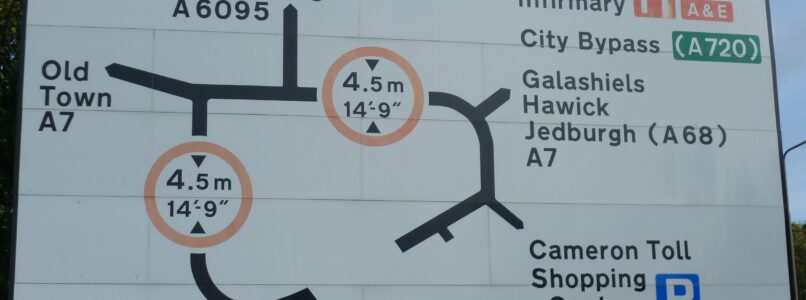 A6095
Infirmary H A&E
City Bypass (A720)
Old
Town
A7
4.5m
14'-9"
Galashiels
Hawick
Jedburgh (A68)
A7
4.5m
14'-9"
Cameron Toll
Shopping
P